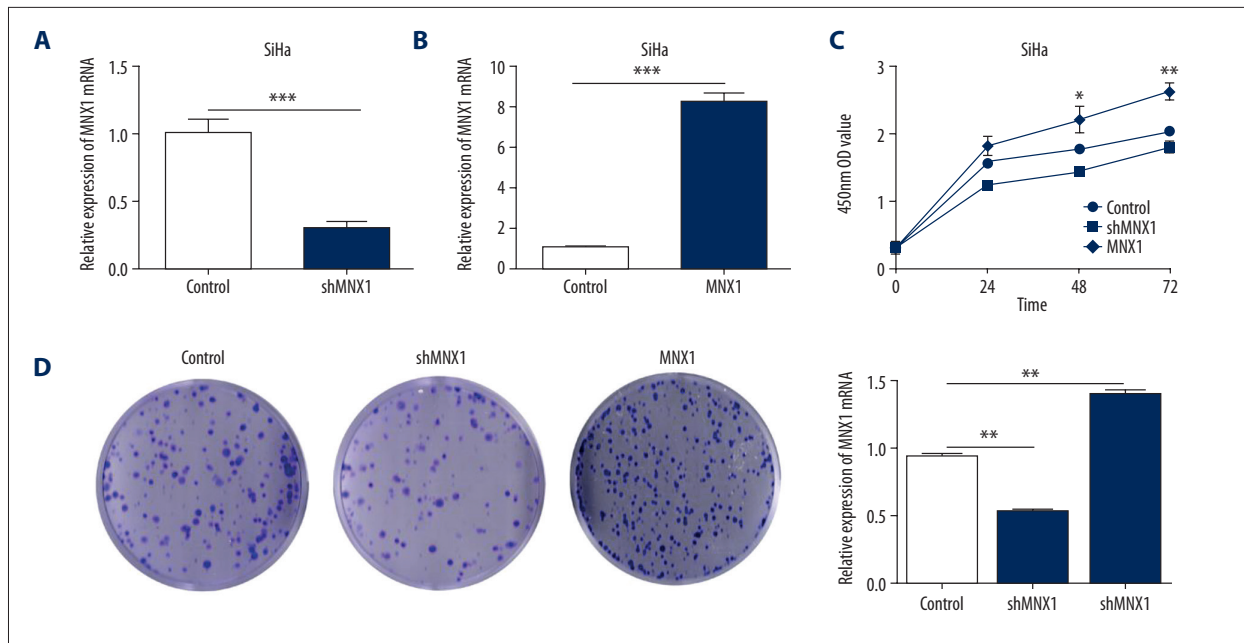 A
SiHa
Relative expression of MNX1 mRNA
1.5
1.0
0.5
0.0
***
Control
shMNX1
B
SiHa
Relative expression of MNX1 mRNA
10
8
6
4
2
0
***
Control
MNX1
C
SiHa
450nm OD value
3
2
1
0
*
**
Control
shMNX1
MNX1
0
24
48
72
Time
D
Control
shMNX1
MNX1
Relative expression of MNX1 mRNA
1.5
1.0
0.5
0.0
**
**
Control
shMNX1
shMNX1